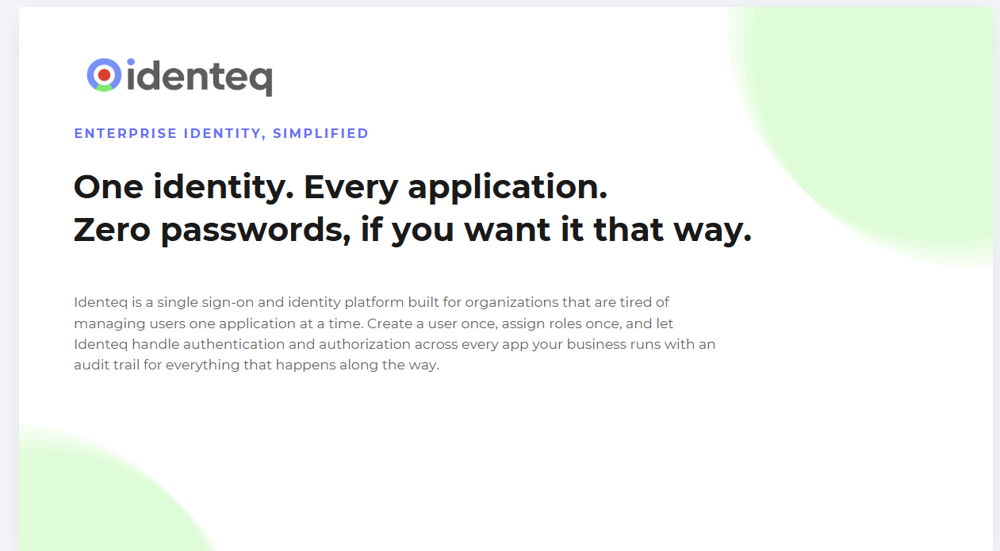 identeq
ENTERPRISE IDENTITY, SIMPLIFIED
One identity. Every application.
Zero passwords, if you want it that way.
Identeq is a single sign-on and identity platform built for organizations that are tired of
managing users one application at a time. Create a user once, assign roles once, and let
Identeq handle authentication and authorization across every app your business runs with an
audit trail for everything that happens along the way.